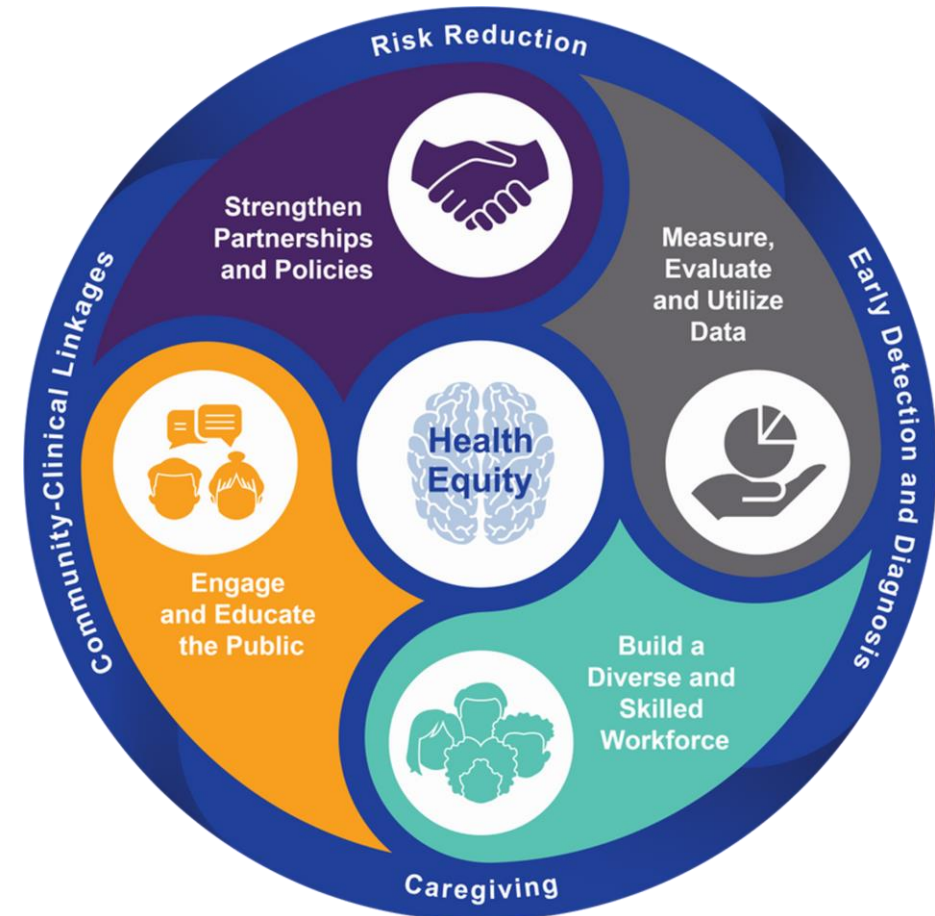 Risk Reduction
Strengthen
Partnerships
and Policies
Measure,
Evaluate
and Utilize
Data
Early Detection and Diagnosis
Community-Clinical Linkages
Health
Equity
Engage
and Educate
the Public
Build a
Diverse and
Skilled
Workforce
Caregiving